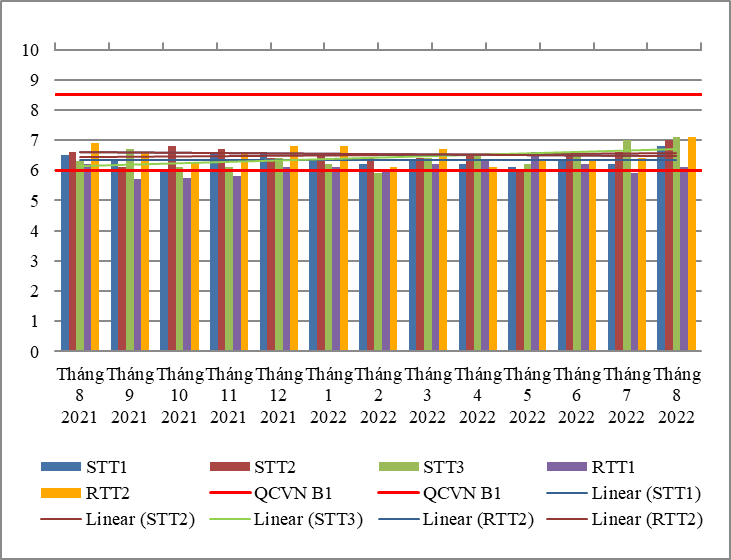 10
9
8
7
6
5
4
3
2
1
0
Tháng Tháng Tháng Tháng Tháng Tháng Tháng Tháng Tháng Tháng Tháng Tháng Tháng
8 9 10 11 12 1 2 3 4 5 6 7 8
2021 2021 2021 2021 2021 2022 2022 2022 2022 2022 2022 2022 2022
STT1 STT2 STT3 RTT1
RTT2 QCVN B1 QCVN B1 Linear (STT1)
Linear (STT2) Linear (STT3) Linear (RTT2) Linear (RTT2)